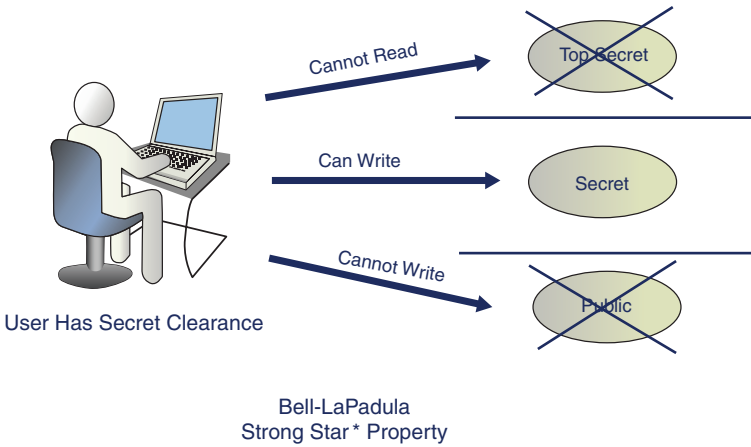 Cannot Read
Top Secret
Can Write
Secret
Cannot Write
Public
User Has Secret Clearance
Bell-LaPadula
Strong Star* Property